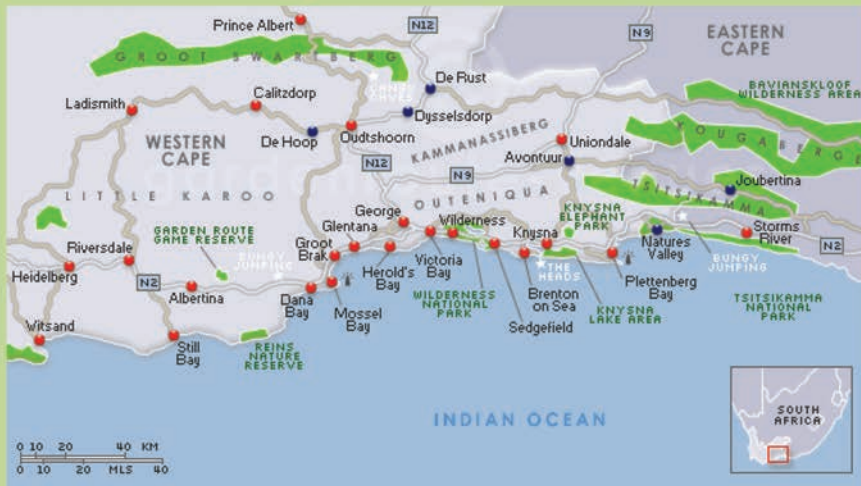 Prince Albert
N12
N9
EASTERN
CAPE
GROOT SWARTBERG
CANGO
CAVES
De Rust
BAVIANSKLOOF
WILDERNESS AREA
Ladismith
Calitzdorp
Dysselsdorp
De Hoop
Oudtshoorn
KAMMANASSIBERG
Uniondale
KOUGABERGE
WESTERN
CAPE
N12
Avontuur
N9
TSITSIKAMMA
Joubertina
LITTLE KAROO
OUTENIQUA
George
Wilderness
KNYSNA
ELEPHANT
PARK
Glentana
GARDEN ROUTE
GAME RESERVE
Groot
Brak
Knysna
Storms
River
Riversdale
BUNGY
JUMPING
Natures
Valley
BUNGY
JUMPING
N2
Heidelberg
N2
Albertina
Herold's
Bay
Victoria
Bay
THE
HEADS
Plettenberg
Bay
Dana
Bay
Mossel
Bay
WILDERNESS
NATIONAL
PARK
Brenton
on Sea
KNYSNA
LAKE AREA
TSITSIKAMMA
NATIONAL
PARK
Sedgefield
Witsand
Still
Bay
REINS
NATURE
RESERVE
INDIAN OCEAN
SOUTH
AFRICA
0 10 20 40 KM
0 10 20 40
MLS